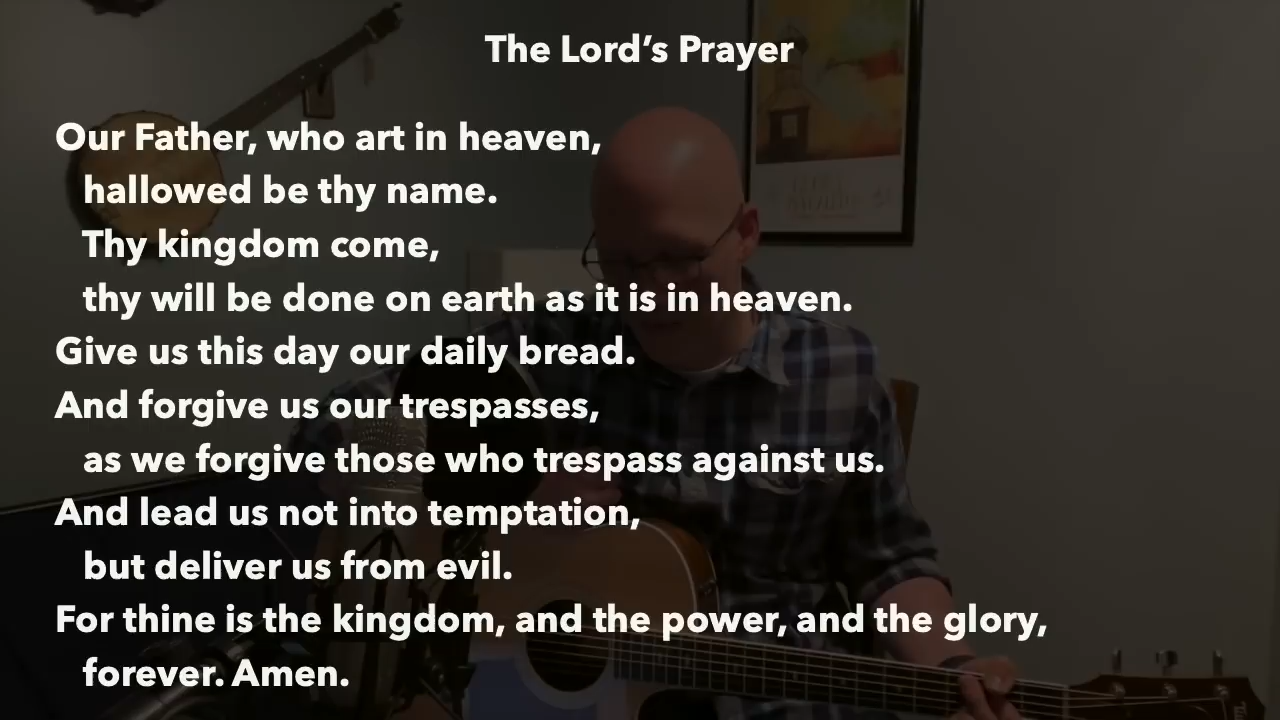 The Lord’s Prayer
Our Father, who art in heaven,
hallowed be thy name.
Thy kingdom come,
thy will be done on earth as it is in heaven.
Give us this day our daily bread.
And forgive us our trespasses,
as we forgive those who trespass against us.
And lead us not into temptation,
but deliver us from evil.
For thine is the kingdom, and the power, and the glory,
forever. Amen.